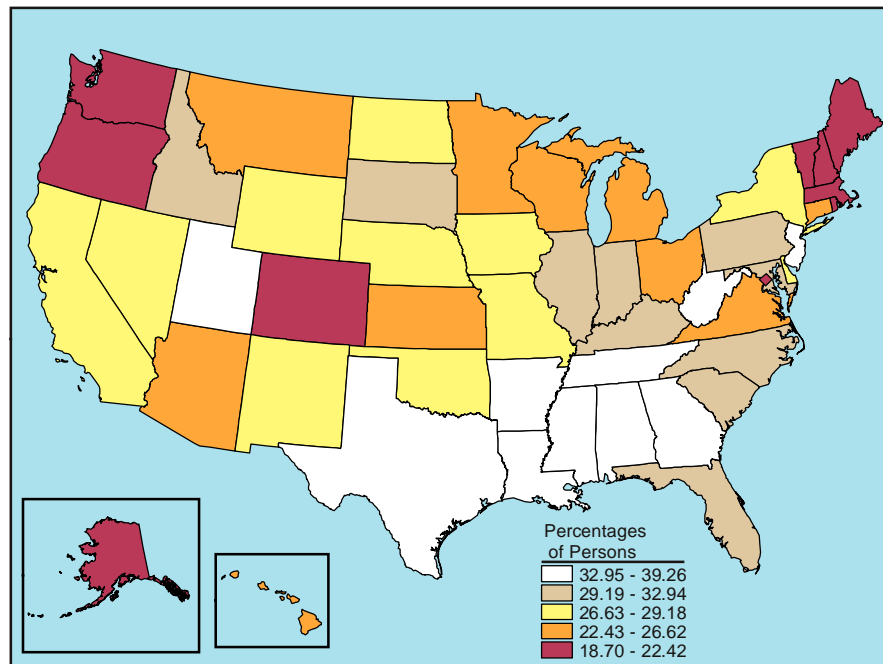 Percentages
of Persons
32.95 - 39.26
29.19 - 32.94
26.63 - 29.18
22.43 - 26.62
18.70 - 22.42